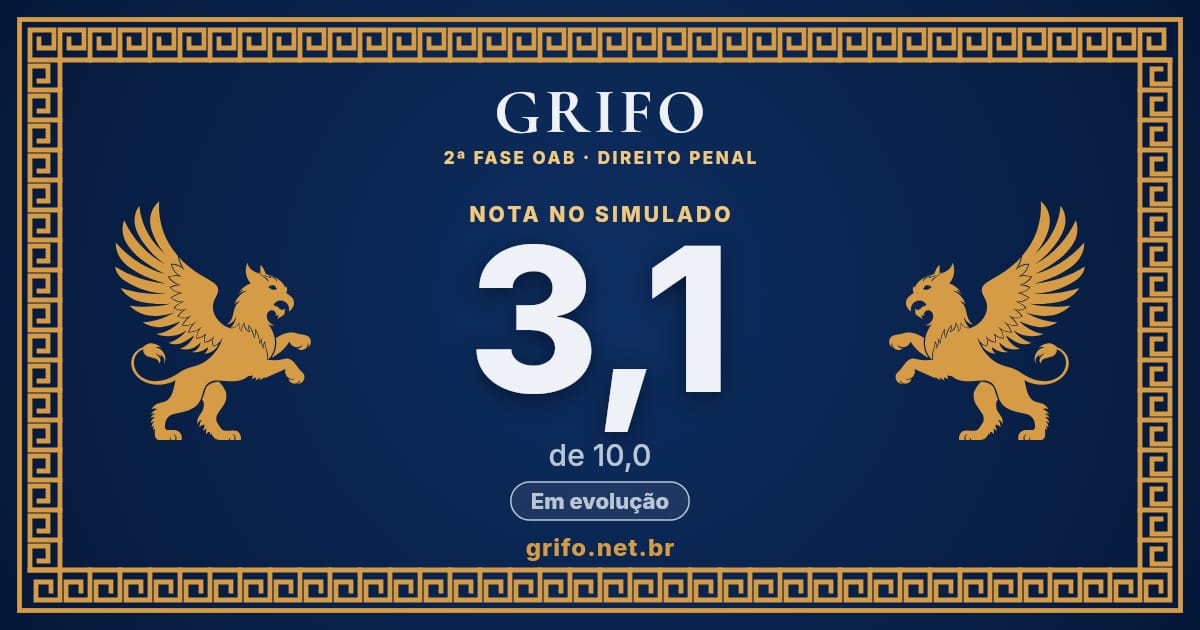 GRIFO
2ª FASE OAB · DIREITO PENAL
NOTA NO SIMULADO
3,1
de 10,0
Em evolução
grifo.net.br